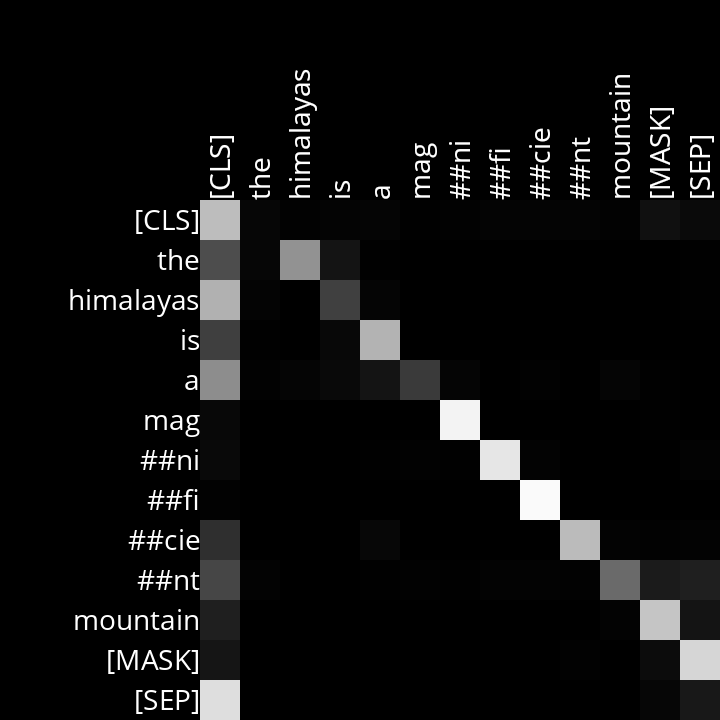 [CLS]
the
himalayas
is
a
mag
##ni
##fi
##cie
##nt
mountain
[MASK]
[SEP]
[CLS]
the
himalayas
is
a
mag
##ni
##fi
##cie
##nt
mountain
[MASK]
[SEP]